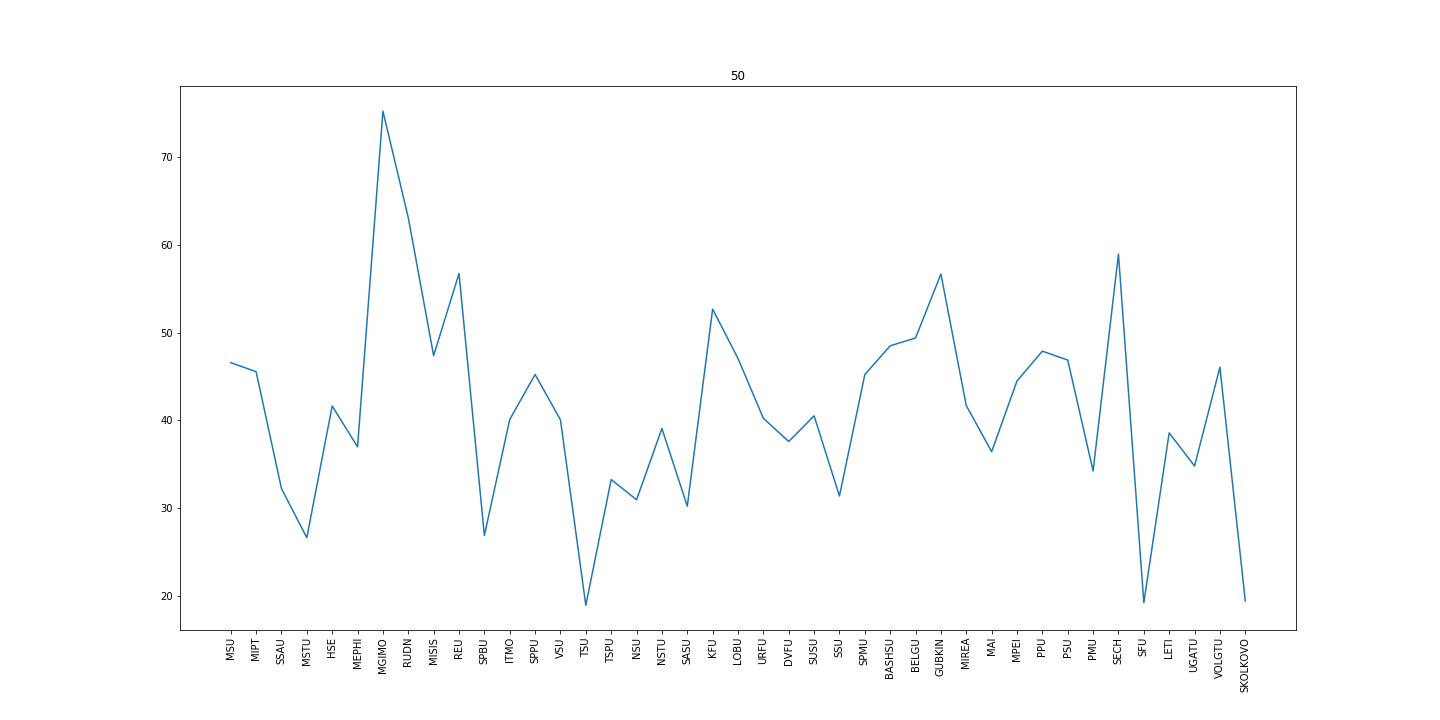 50
70
60
50
40
30
20
MSU
MIPT
SSAU
MSTU
HSE
MEPHI
MGIMO
RUDN
MISIS
REU
SPBU
ITMO
SPPU
VSU
TSU
TSPU
NSU
NSTU
SASU
KFU
LOBU
URFU
DVFU
SUSU
SSU
SPMU
BASHSU
BELGU
GUBKIN
MIREA
MAI
MPEI
PPU
PSU
PMU
SECH
SFU
LETI
UGATU
VOLGTU
SKOLKOVO